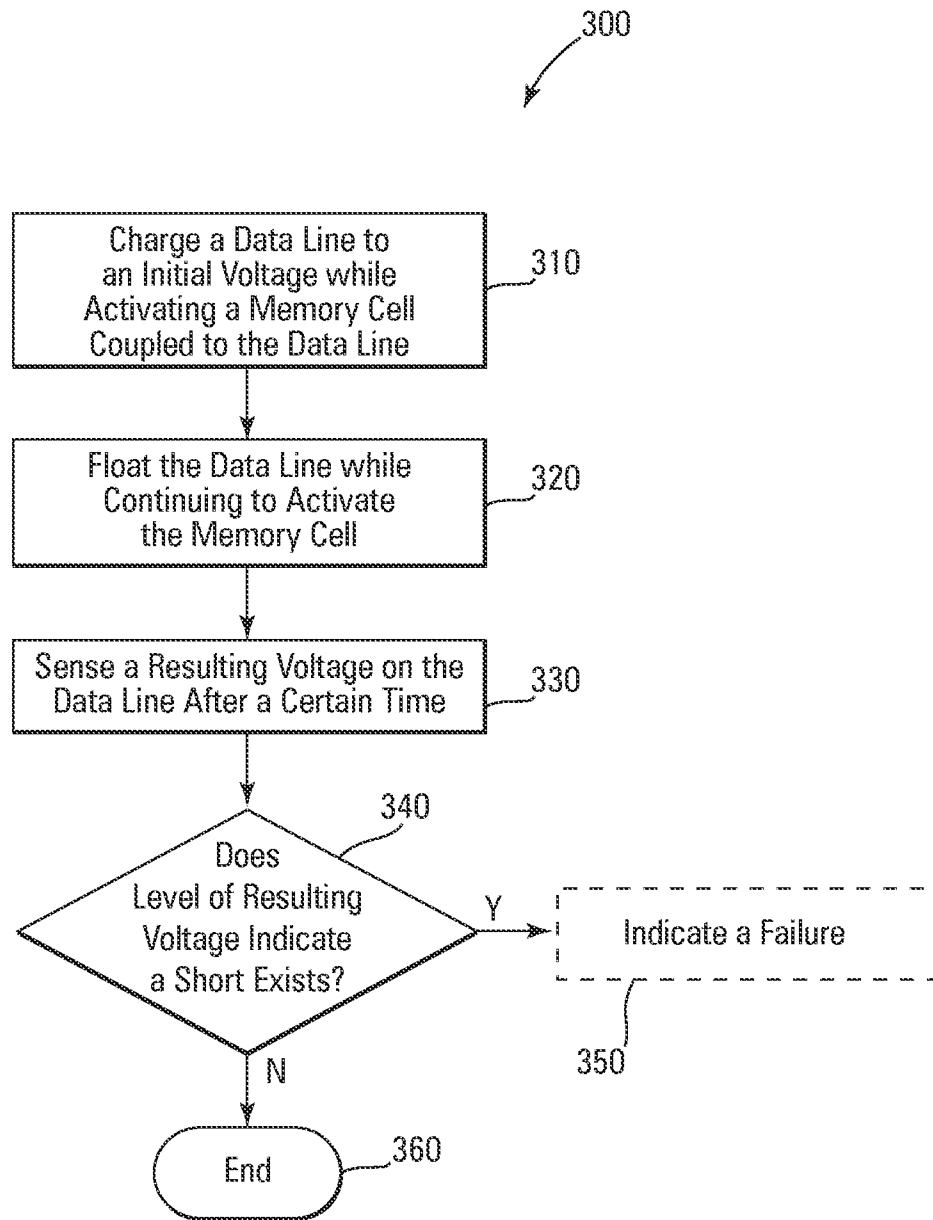 300
Charge a Data Line to
an Initial Voltage while
Activating a Memory Cell
Coupled to the Data Line
310
Float the Data Line while
Continuing to Activate
the Memory Cell
320
Sense a Resulting Voltage on the
Data Line After a Certain Time
330
340
Does
Level of Resulting
Voltage Indicate
a Short Exists?
Y
Indicate a Failure
350
N
End
360